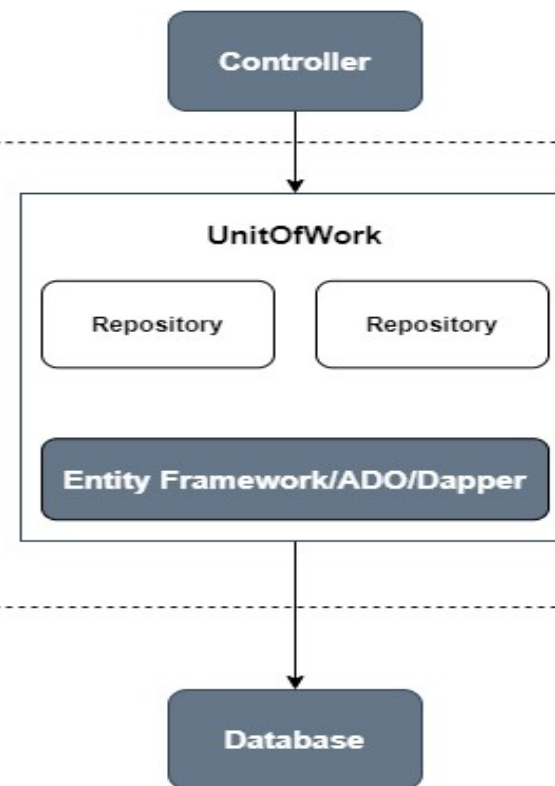 Controller
UnitOfWork
Repository
Repository
Entity Framework/ADO/Dapper
Database